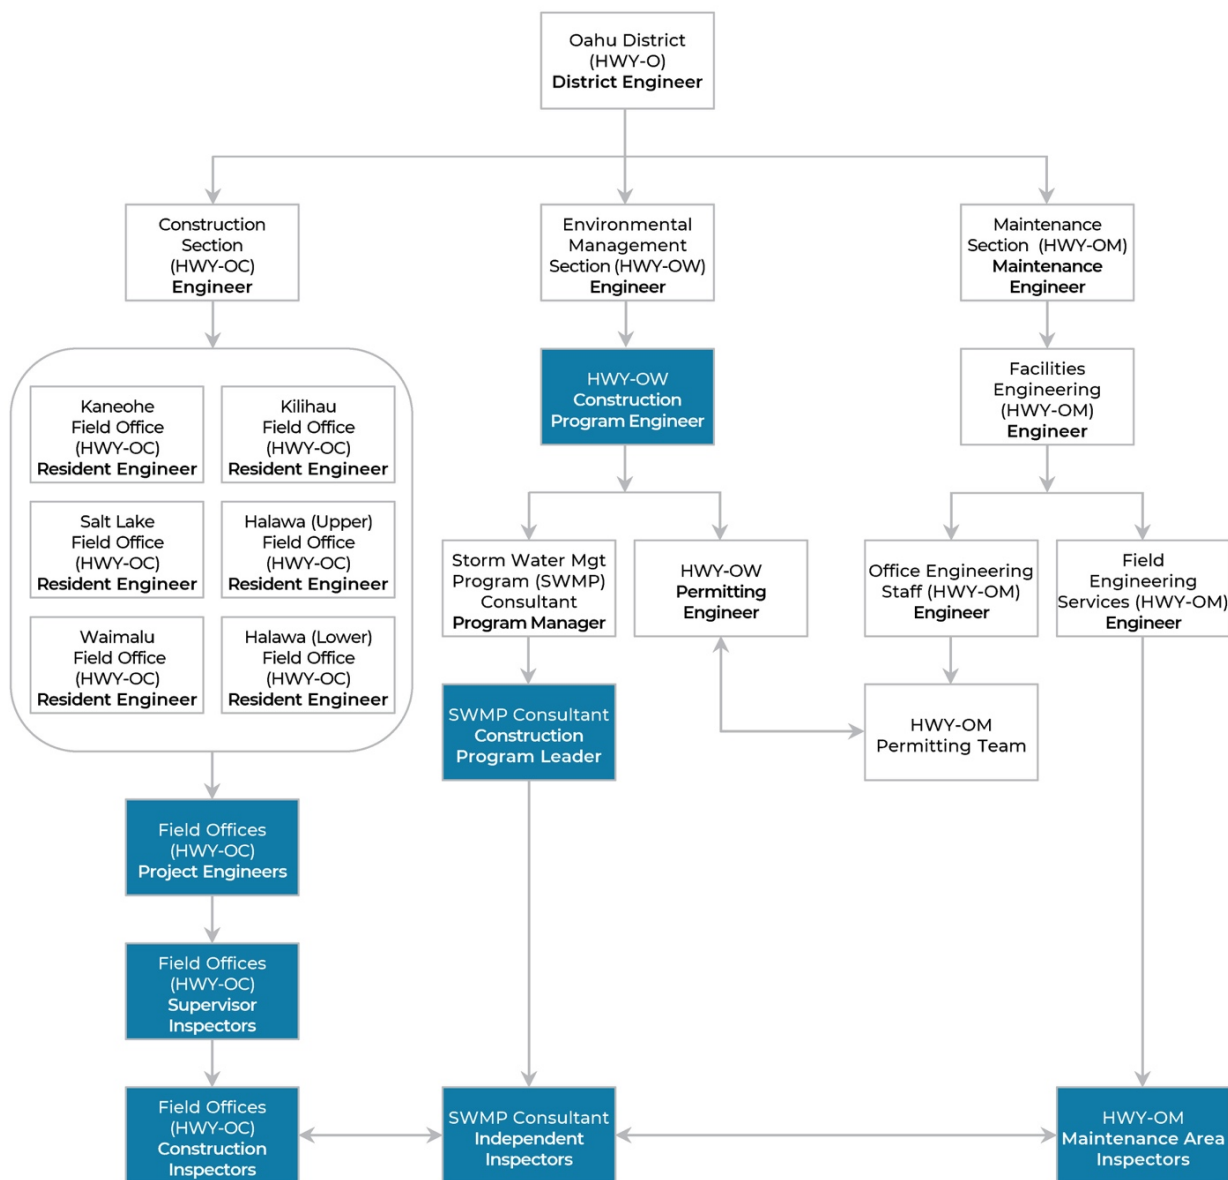 Oahu District
(HWY-O)
District Engineer
Construction
Section
(HWY-OC)
Engineer
Environmental
Management
Section (HWY-OW)
Engineer
Maintenance
Section (HWY-OM)
Maintenance
Engineer
Kaneohe
Field Office
(HWY-OC)
Resident Engineer
Kilihau
Field Office
(HWY-OC)
Resident Engineer
Salt Lake
Field Office
(HWY-OC)
Resident Engineer
Halawa (Upper)
Field Office
(HWY-OC)
Resident Engineer
Waimalu
Field Office
(HWY-OC)
Resident Engineer
Halawa (Lower)
Field Office
(HWY-OC)
Resident Engineer
Field Offices
(HWY-OC)
Project Engineers
Field Offices
(HWY-OC)
Supervisor
Inspectors
Field Offices
(HWY-OC)
Construction
Inspectors
HWY-OW
Construction
Program Engineer
Storm Water Mgt
Program (SWMP)
Consultant
Program Manager
HWY-OW
Permitting
Engineer
SWMP Consultant
Construction
Program Leader
SWMP Consultant
Independent
Inspectors
Facilities
Engineering
(HWY-OM)
Engineer
Office Engineering
Staff (HWY-OM)
Engineer
Field
Engineering
Services (HWY-OM)
Engineer
HWY-OM
Permitting Team
HWY-OM
Maintenance Area
Inspectors